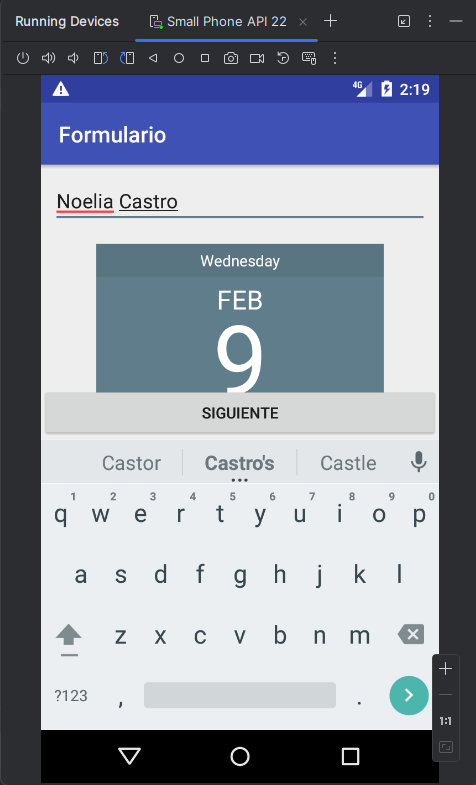 Running Devices Small Phone API 22
4G 2:19
Formulario
Noelia Castro
Wednesday
FEB
9
SIGUIENTE
Castor Castro's Castle
1 2 3 4 5 6 7 8 9 0
q w e r t y u i o p
a s d f g h j k l
z x c v b n m
?123 , .
1:1